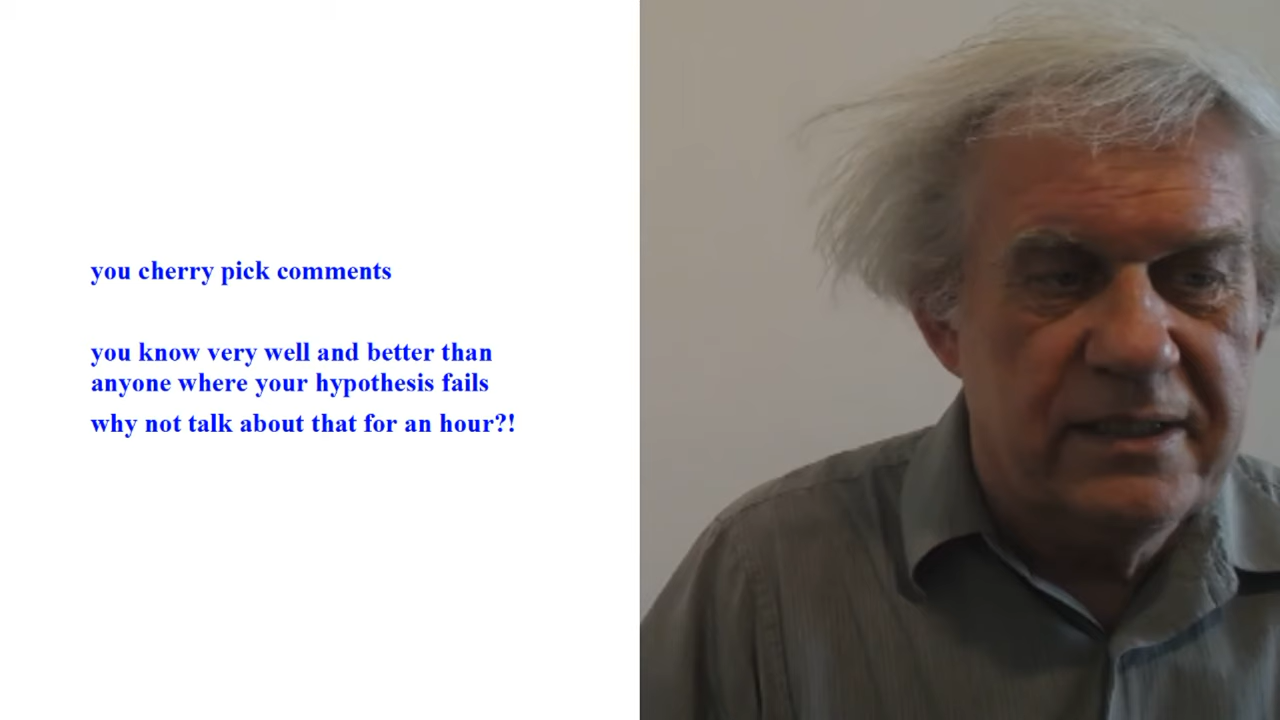 you cherry pick comments
you know very well and better than
anyone where your hypothesis fails
why not talk about that for an hour?!